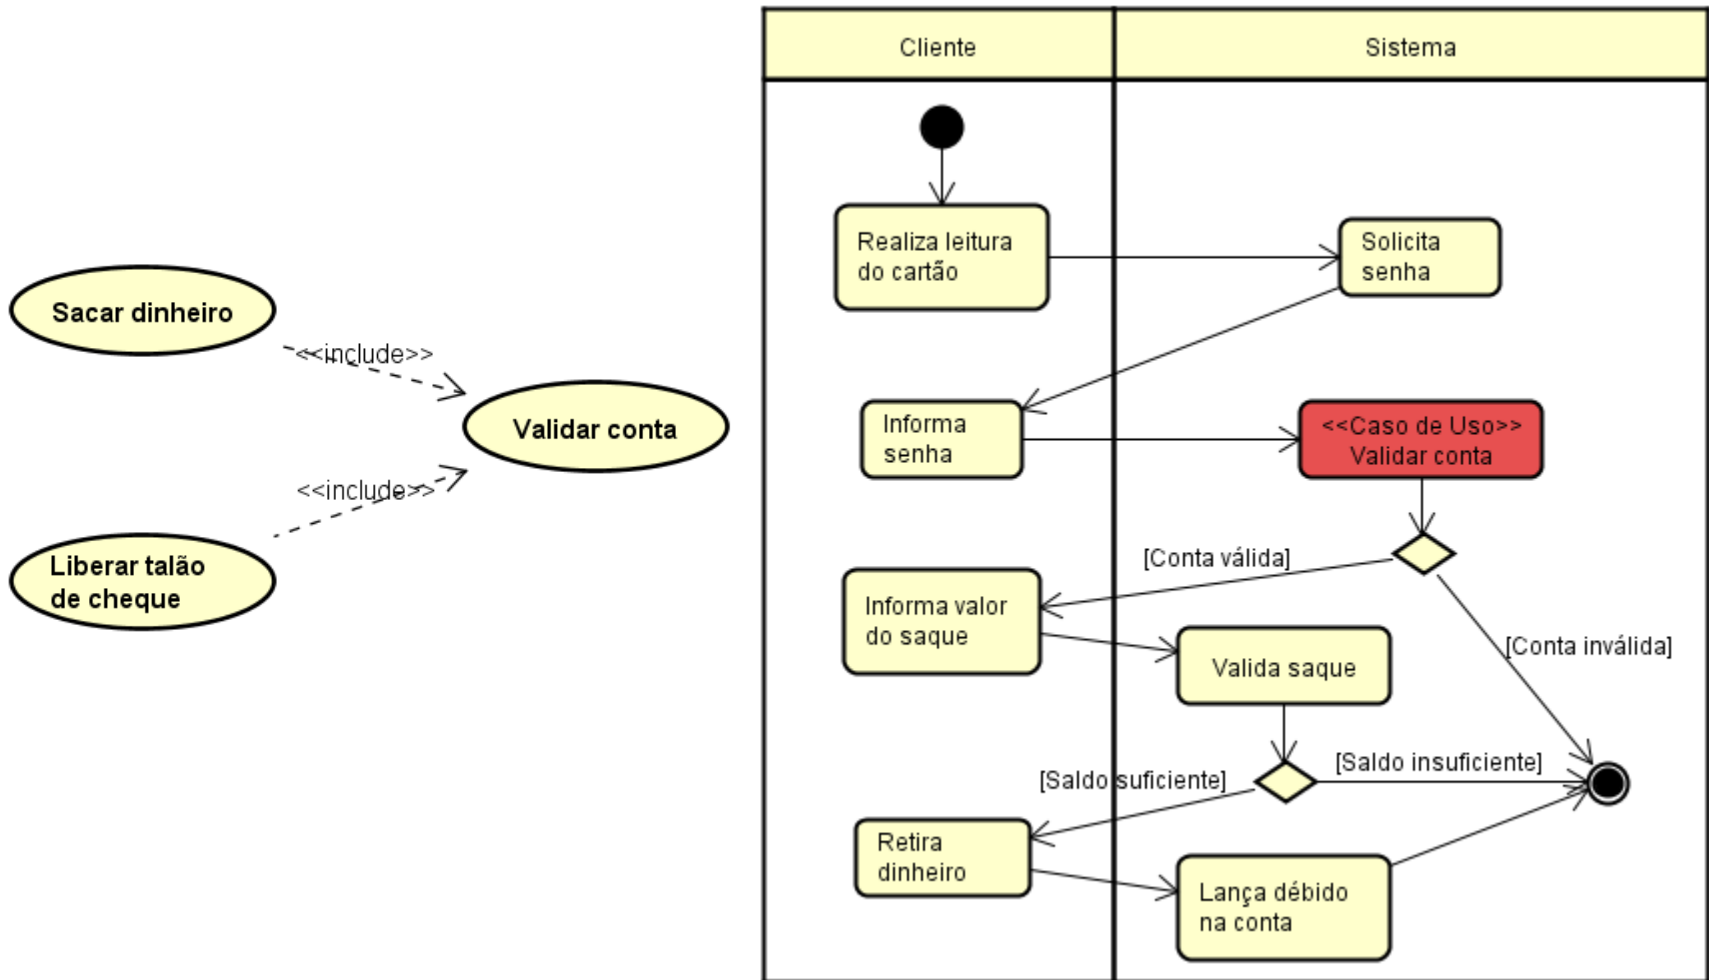 Sacar dinheiro
<<include>>
Validar conta
<<include>>
Liberar talão
de cheque
Cliente
Sistema
Realiza leitura
do cartão
Solicita
senha
Informa
senha
<<Caso de Uso>>
Validar conta
[Conta válida]
Informa valor
do saque
[Conta inválida]
Valida saque
[Saldo suficiente]
[Saldo insuficiente]
Retira
dinheiro
Lança débido
na conta